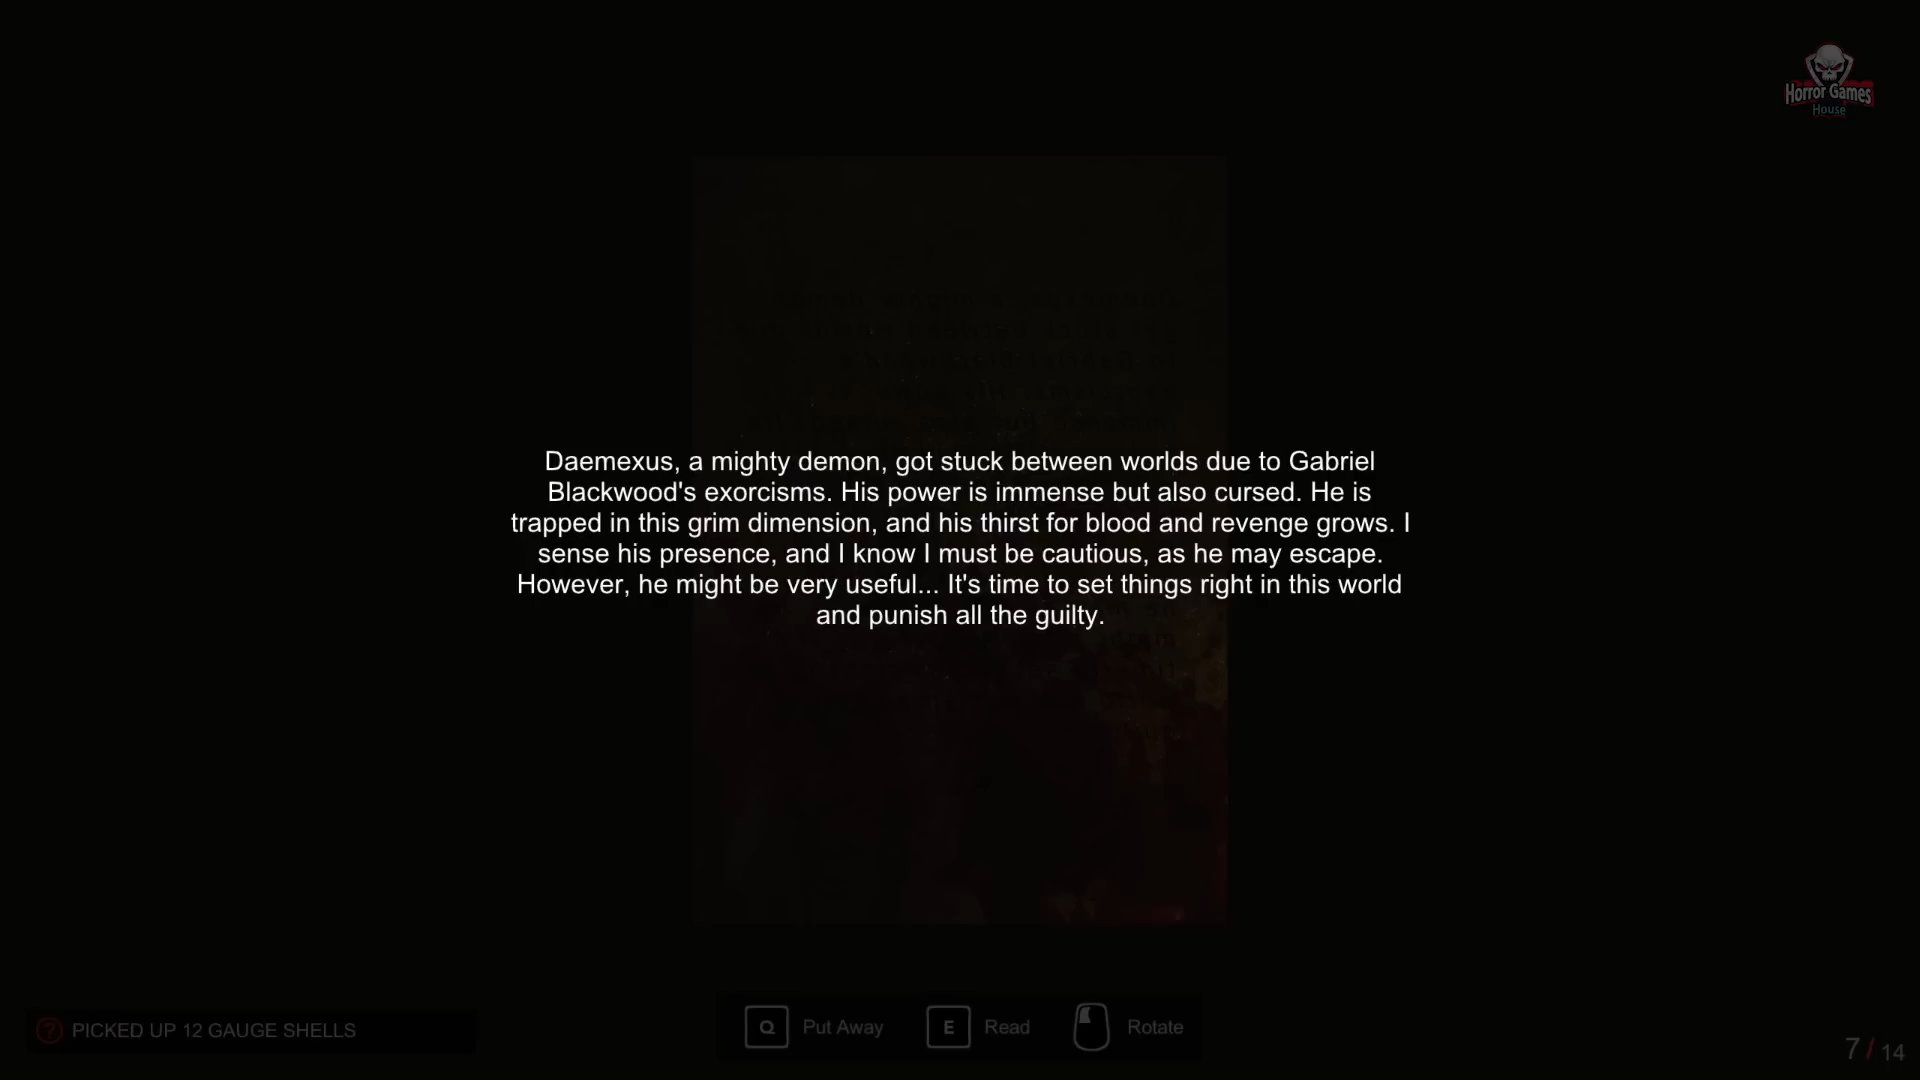 Horror Games
House
Daemexus, a mighty demon, got stuck between worlds due to Gabriel
Blackwood's exorcisms. His power is immense but also cursed. He is
trapped in this grim dimension, and his thirst for blood and revenge grows. I
sense his presence, and I know I must be cautious, as he may escape.
However, he might be very useful... It's time to set things right in this world
and punish all the guilty.
? PICKED UP 12 GAUGE SHELLS
Q Put Away E Read Rotate
7 / 14